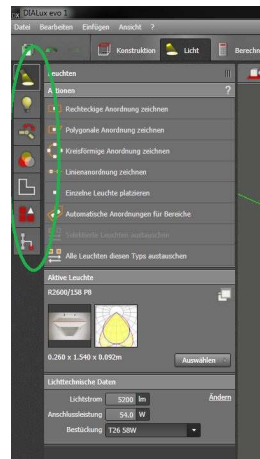 DIALux evo 1
Datei Bearbeiten Einfügen Ansicht ?
Konstruktion Licht Berechn
Leuchten
Aktionen ?
Rechteckige Anordnung zeichnen
Polygonale Anordnung zeichnen
Kreisförmige Anordnung zeichnen
Linienanordnung zeichnen
Einzelne Leuchte platzieren
Automatische Anordnungen für Bereiche
Selektierte Leuchten austauschen
Alle Leuchten diesen Typs austauschen
Aktive Leuchte
R2600/158 P8
0.260 x 1.540 x 0.092m
Auswählen
Lichttechnische Daten
Lichtstrom 5200 lm Ändern
Anschlussleistung 54.0 W
Bestückung T26 58W